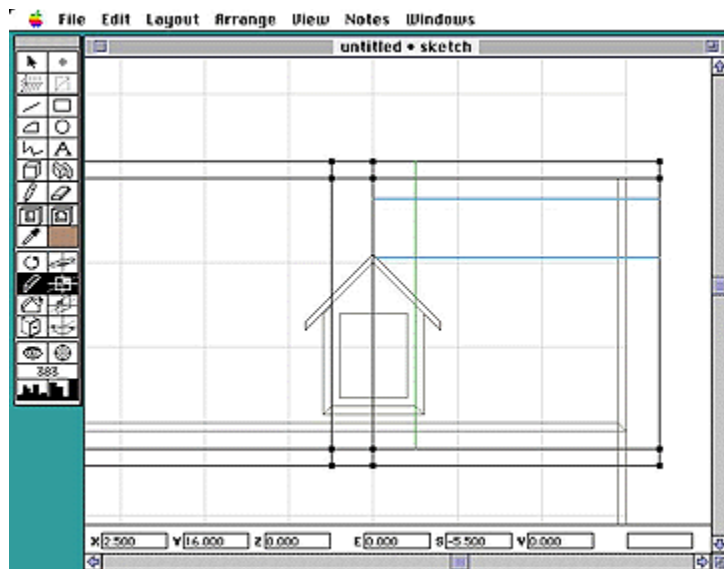 File Edit Layout Arrange View Notes Windows
untitled • sketch
A
383
X 2.500 Y 16.000 Z 0.000 E 0.000 S -5.500 V 0.000